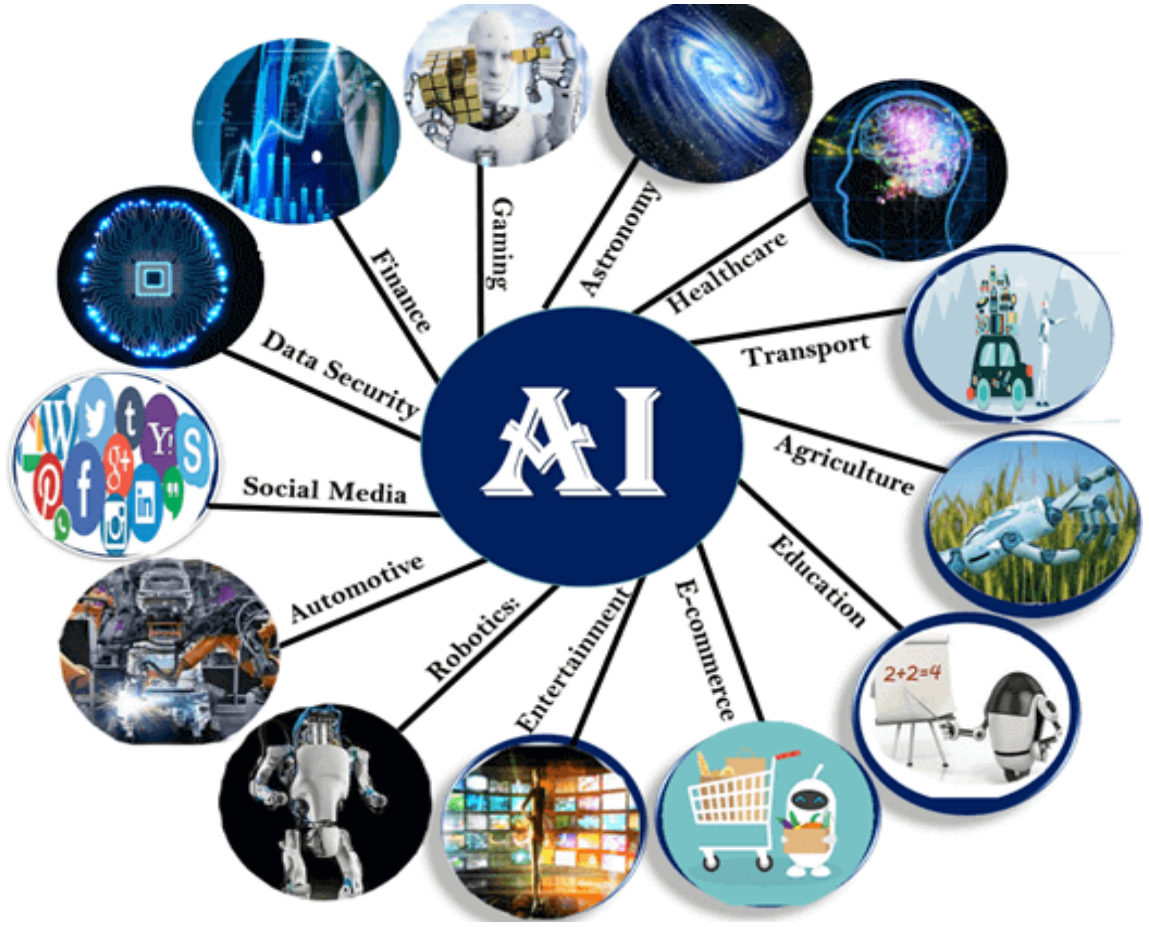 Gaming
Astronomy
Healthcare
Transport
Agriculture
Education
E-commerce
Entertainment
Robotics:
Automotive
Social Media
Data Security
Finance
AI
2+2=4
W
t
Y!
S
g+
f
in